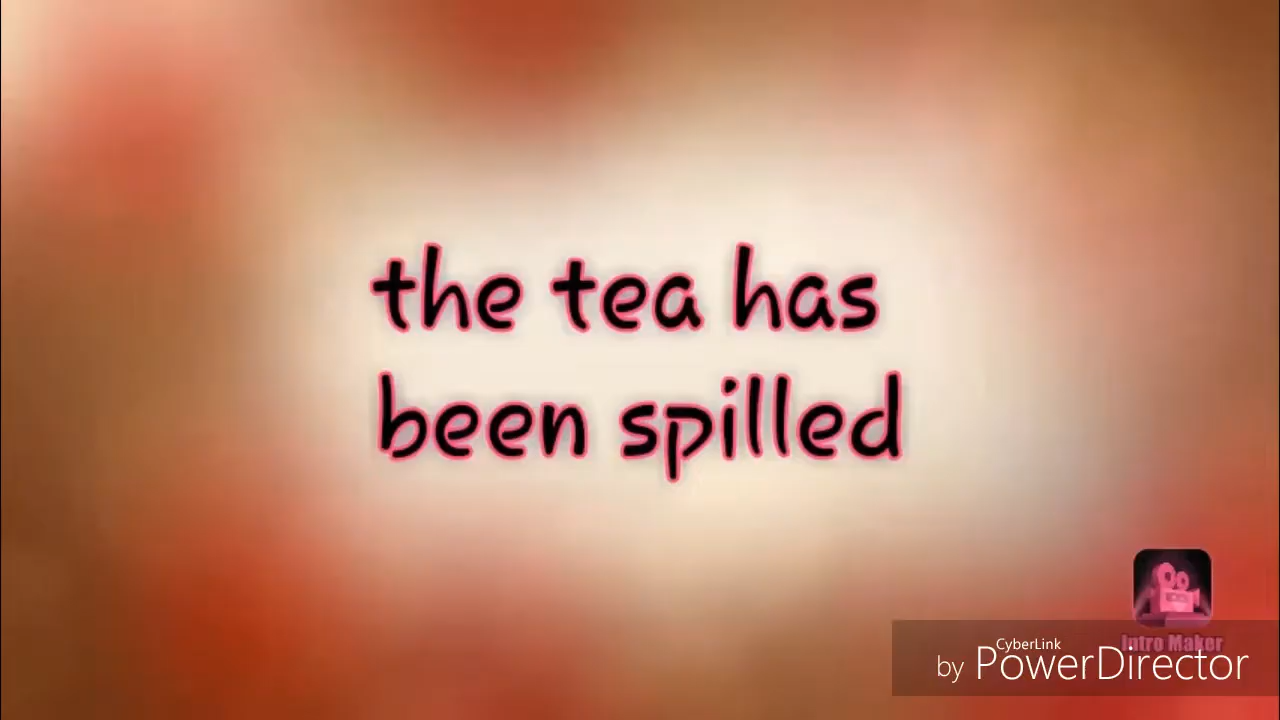 the tea has
been spilled
Intro Maker
CyberLink
by PowerDirector